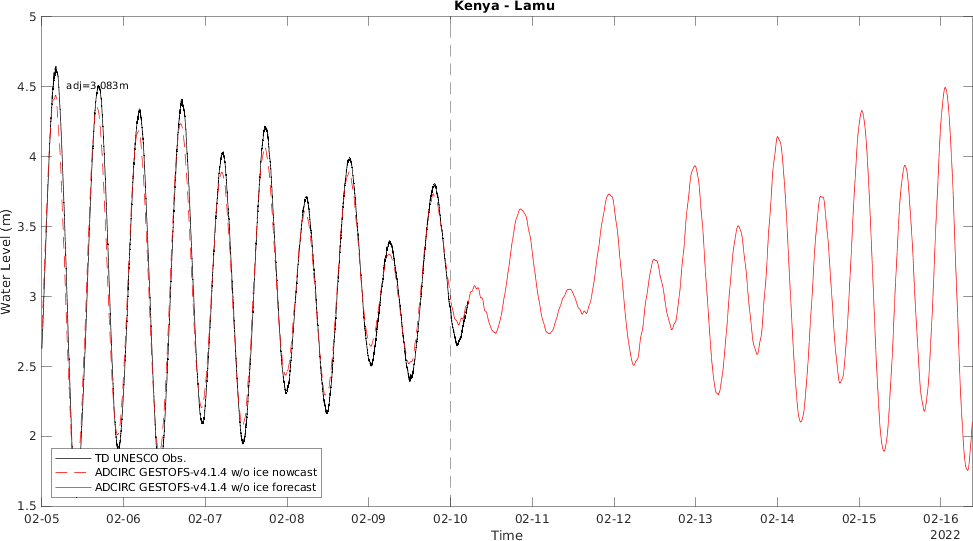 Kenya - Lamu
5
4.5
4
3.5
3
2.5
2
1.5
Water Level (m)
adj=3.083m
TD UNESCO Obs.
ADCIRC GESTOFS-v4.1.4 w/o ice nowcast
ADCIRC GESTOFS-v4.1.4 w/o ice forecast
02-05 02-06 02-07 02-08 02-09 02-10 02-11 02-12 02-13 02-14 02-15 02-16
Time
2022